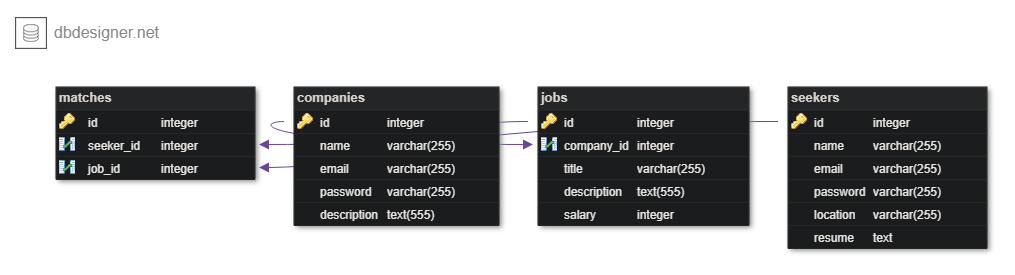 dbdesigner.net
matches
id integer
seeker_id integer
job_id integer
companies
id integer
name varchar(255)
email varchar(255)
password varchar(255)
description text(555)
jobs
id integer
company_id integer
title varchar(255)
description text(555)
salary integer
seekers
id integer
name varchar(255)
email varchar(255)
password varchar(255)
location varchar(255)
resume text